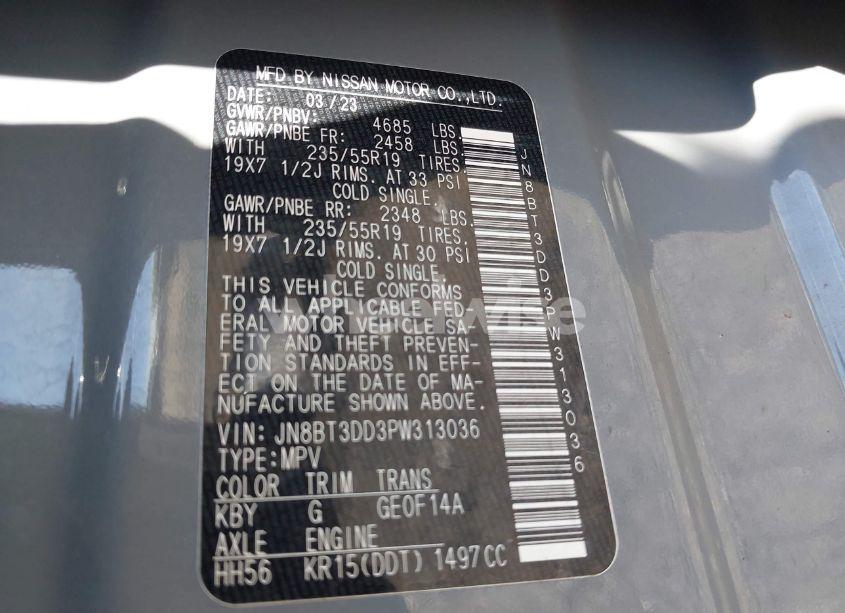 MFD BY NISSAN MOTOR CO.,LTD.
DATE: 03/23
GVWR/PNBV: 4685 LBS.
GAWR/PNBE FR: 2458 LBS.
WITH 235/55R19 TIRES.
19X7 1/2J RIMS. AT 33 PSI
COLD SINGLE.
GAWR/PNBE RR: 2348 LBS.
WITH 235/55R19 TIRES.
19X7 1/2J RIMS. AT 30 PSI
COLD SINGLE.
THIS VEHICLE CONFORMS
TO ALL APPLICABLE FED-
ERAL MOTOR VEHICLE SA-
FETY AND THEFT PREVEN-
TION STANDARDS IN EFF-
ECT ON THE DATE OF MA-
NUFACTURE SHOWN ABOVE.
VIN: JN8BT3DD3PW313036
TYPE:MPV
COLOR TRIM TRANS
KBY G GE0F14A
AXLE ENGINE
HH56 KR15(DDT) 1497CC
JN8BT3DD3PW313036